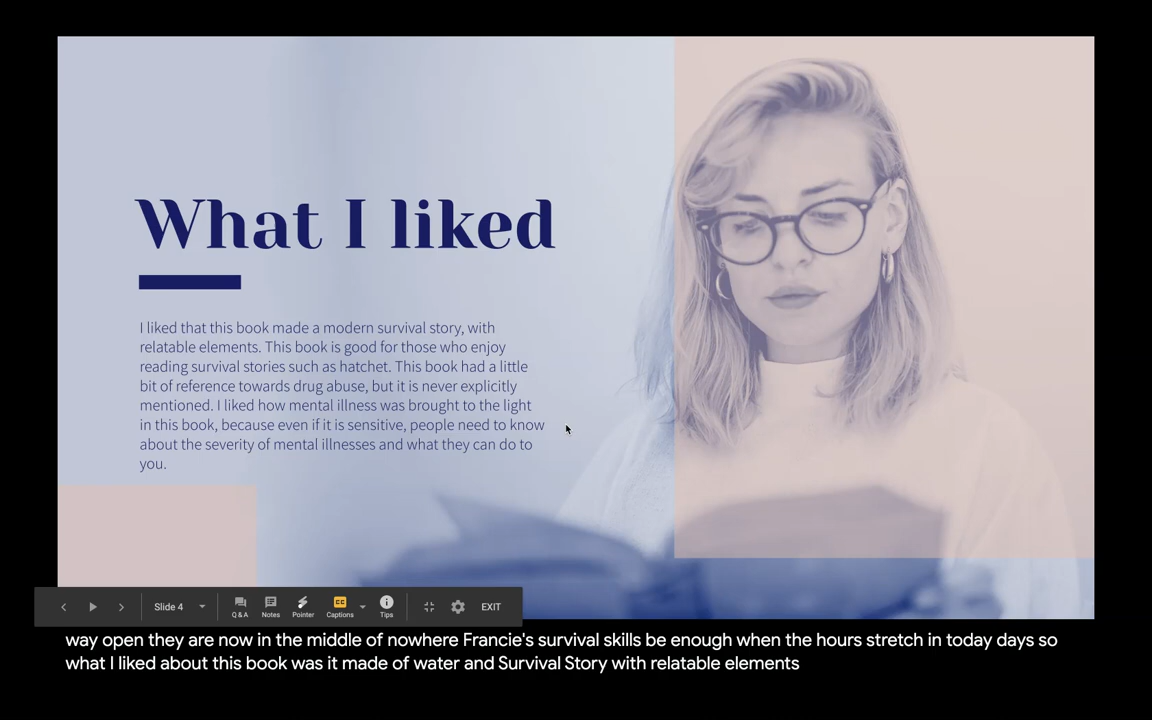 What I liked
I liked that this book made a modern survival story, with
relatable elements. This book is good for those who enjoy
reading survival stories such as hatchet. This book had a little
bit of reference towards drug abuse, but it is never explicitly
mentioned. I liked how mental illness was brought to the light
in this book, because even if it is sensitive, people need to know
about the severity of mental illnesses and what they can do to
you.
Slide 4
Q & A
Notes
Pointer
CC
Captions
Tips
EXIT
way open they are now in the middle of nowhere Francie's survival skills be enough when the hours stretch in today days so
what I liked about this book was it made of water and Survival Story with relatable elements